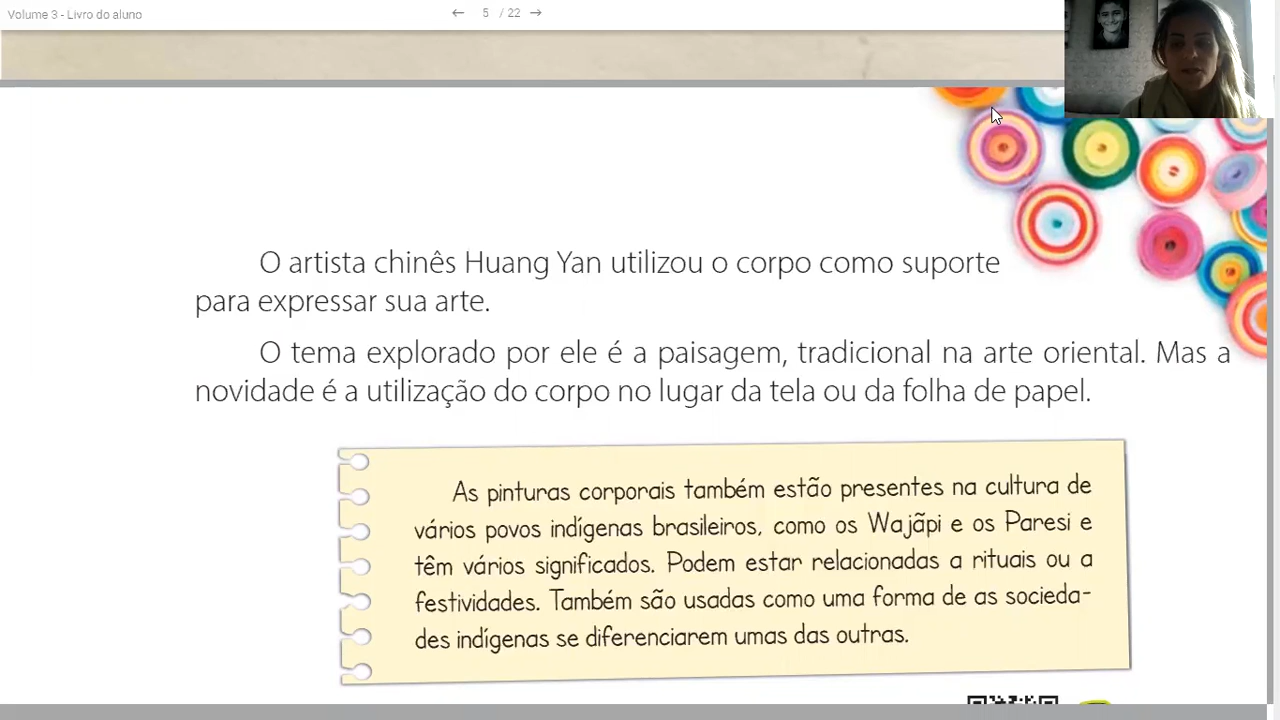 Volume 3 - Livro do aluno
← 5 / 22 →
O artista chinês Huang Yan utilizou o corpo como suporte
para expressar sua arte.
O tema explorado por ele é a paisagem, tradicional na arte oriental. Mas a
novidade é a utilização do corpo no lugar da tela ou da folha de papel.
As pinturas corporais também estão presentes na cultura de
vários povos indígenas brasileiros, como os Wajãpi e os Paresi e
têm vários significados. Podem estar relacionadas a rituais ou a
festividades. Também são usadas como uma forma de as socieda-
des indígenas se diferenciarem umas das outras.